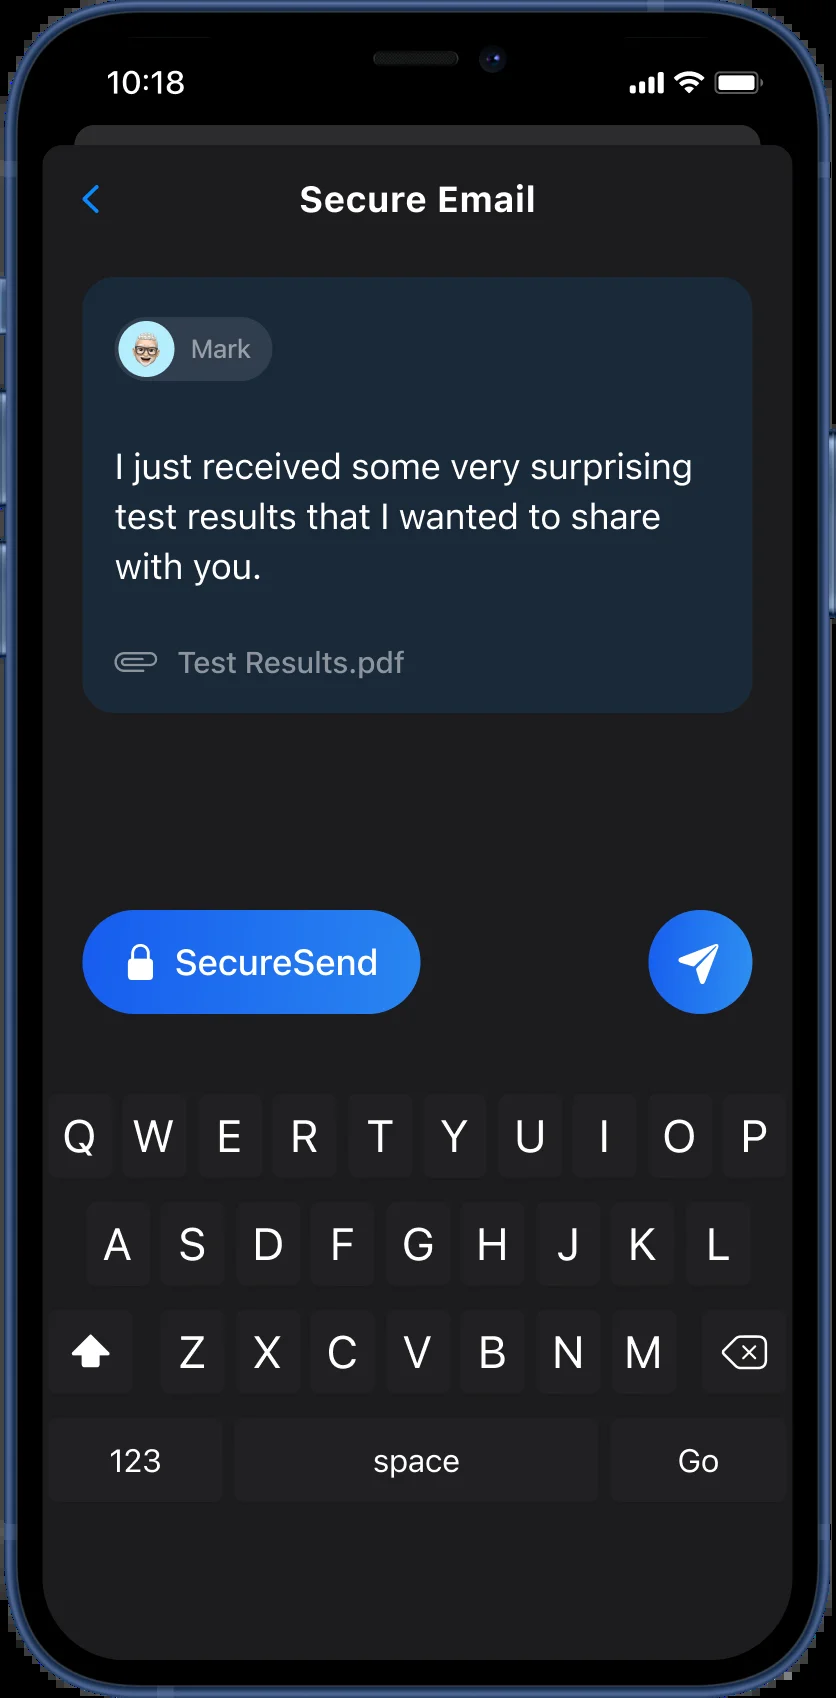 10:18
Secure Email
Mark
I just received some very surprising
test results that I wanted to share
with you.
Test Results.pdf
SecureSend
Q W E R T Y U I O P
A S D F G H J K L
Z X C V B N M
123 space Go